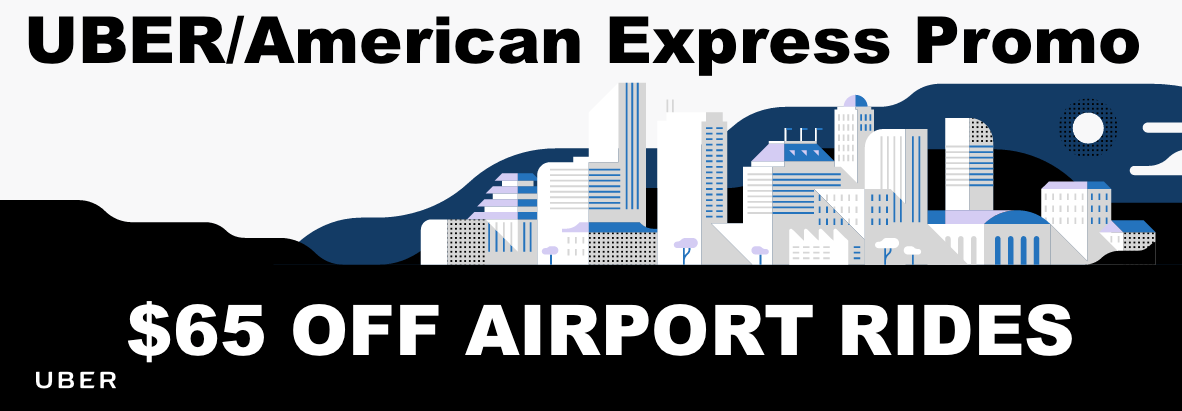 UBER/American Express Promo
$65 OFF AIRPORT RIDES
UBER